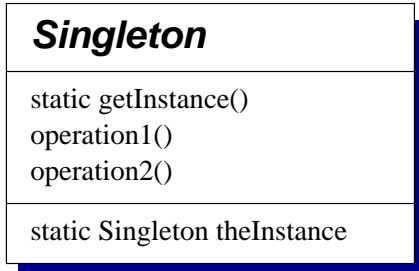 Singleton
static getInstance()
operation1()
operation2()
static Singleton theInstance